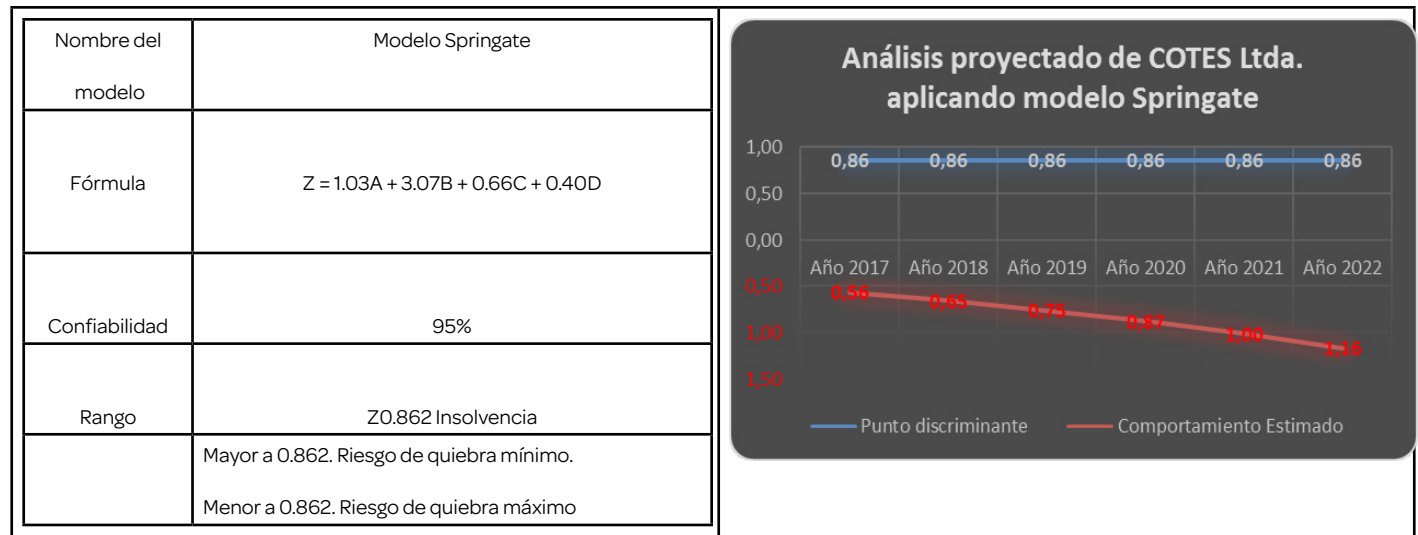 Nombre del
modelo
Modelo Springate
Fórmula
Z = 1.03A + 3.07B + 0.66C + 0.40D
Confiabilidad
95%
Rango
Z0.862 Insolvencia
Mayor a 0.862. Riesgo de quiebra mínimo.
Menor a 0.862. Riesgo de quiebra máximo
Análisis proyectado de COTES Ltda.
aplicando modelo Springate
1,00
0,86 0,86 0,86 0,86 0,86 0,86
0,50
0,00
Año 2017 Año 2018 Año 2019 Año 2020 Año 2021 Año 2022
0,50
0,56 0,65 0,75 0,87 1,00 1,16
1,00
1,50
Punto discriminante Comportamiento Estimado